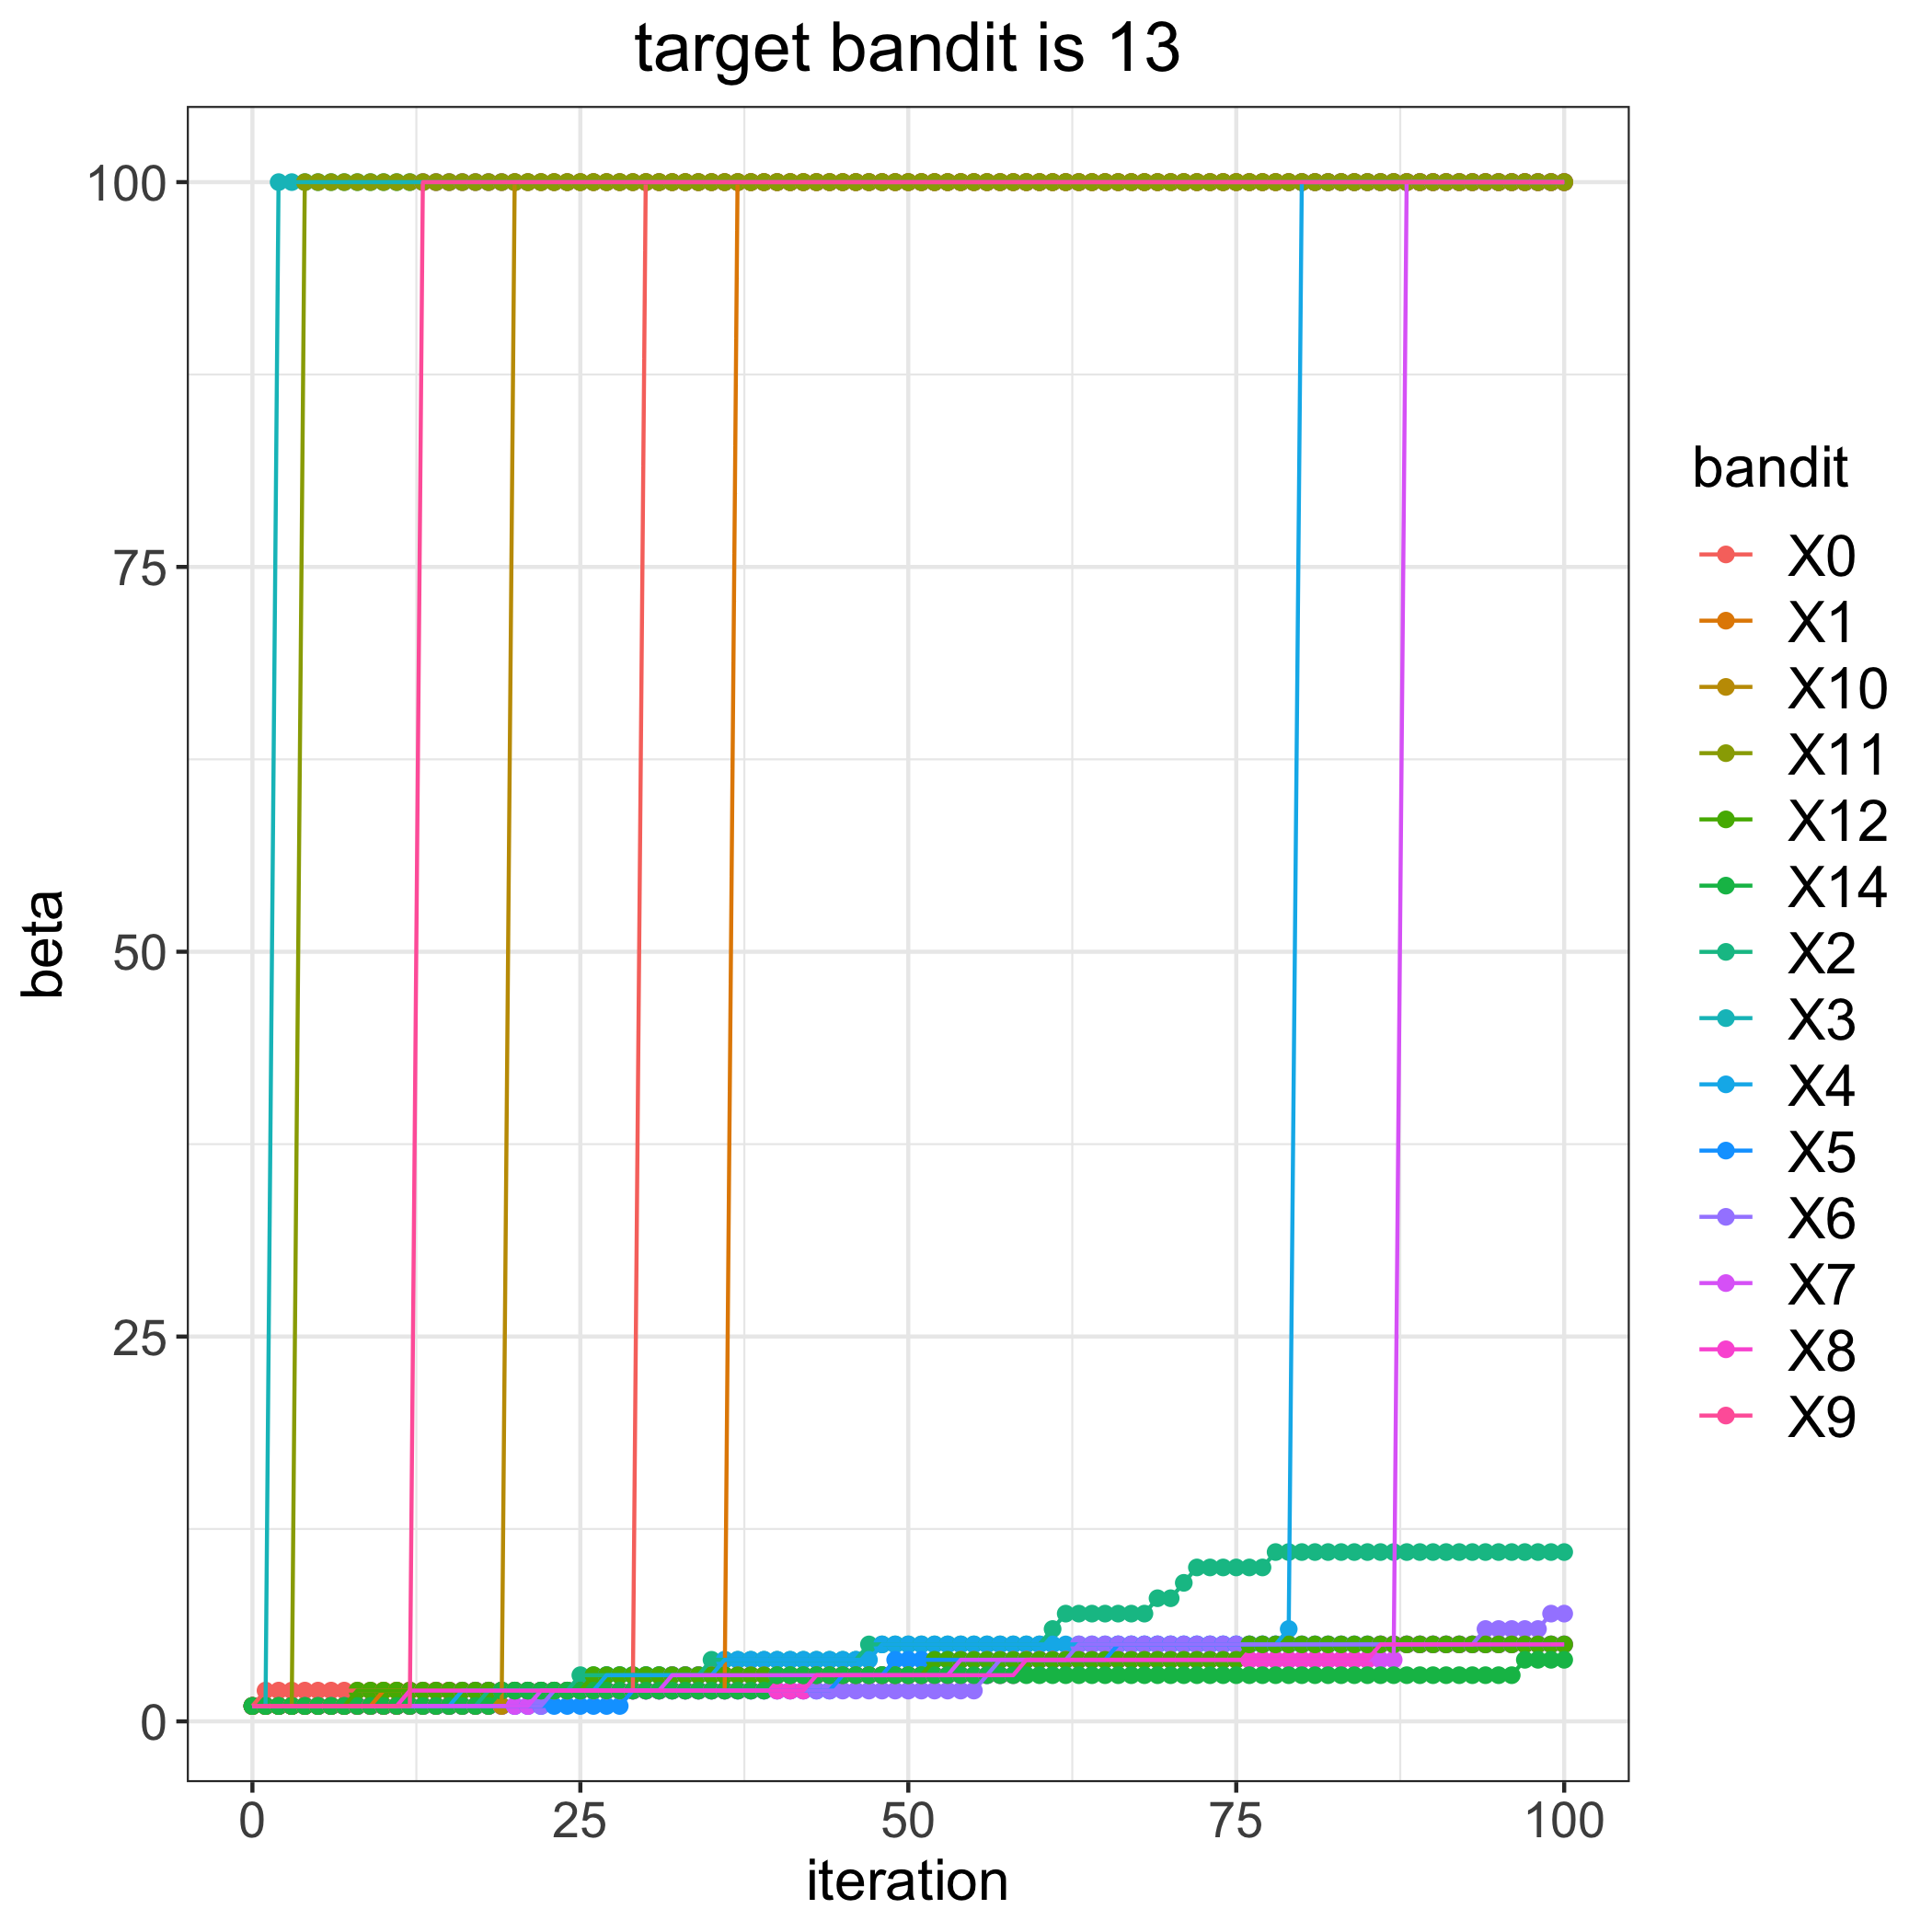 target bandit is 13
100
75
50
25
0
beta
0 25 50 75 100
iteration
bandit
X0
X1
X10
X11
X12
X14
X2
X3
X4
X5
X6
X7
X8
X9